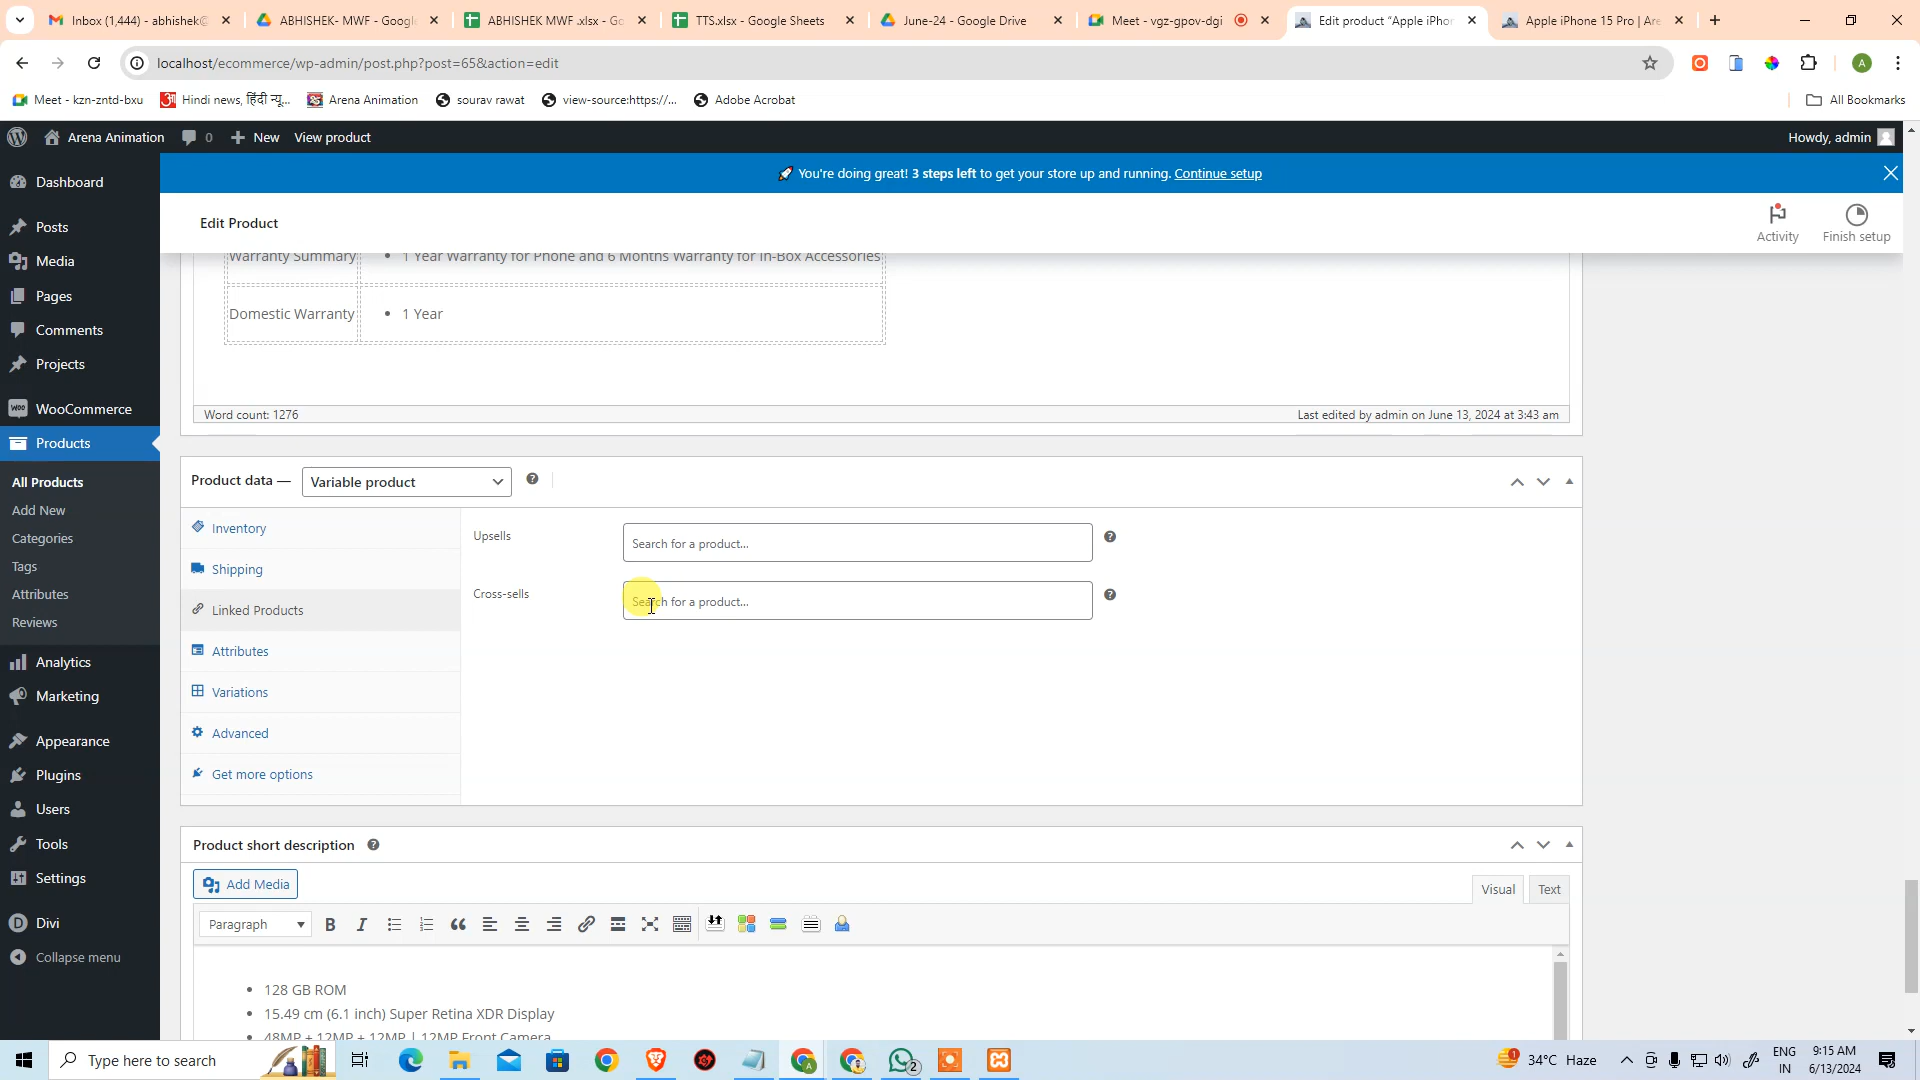 Inbox (1,444) - abhishek@
ABHISHEK- MWF - Google
ABHISHEK MWF .xlsx - Go
TTS.xlsx - Google Sheets
June-24 - Google Drive
Meet - vgz-gpov-dgi
Edit product "Apple iPhon
Apple iPhone 15 Pro | Are
localhost/ecommerce/wp-admin/post.php?post=65&action=edit
A
Meet - kzn-zntd-bxu
Hindi news, हिंदी न्यू...
Arena Animation
sourav rawat
view-source:https://...
Adobe Acrobat
All Bookmarks
Arena Animation
0
New
View product
Howdy, admin
Dashboard
Posts
Media
Pages
Comments
Projects
WooCommerce
Products
All Products
Add New
Categories
Tags
Attributes
Reviews
Analytics
Marketing
Appearance
Plugins
Users
Tools
Settings
Divi
Collapse menu
You're doing great! 3 steps left to get your store up and running. Continue setup
Edit Product
Activity
Finish setup
Warranty Summary
1 Year Warranty for Phone and 6 Months Warranty for In-Box Accessories
Domestic Warranty
1 Year
Word count: 1276
Last edited by admin on June 13, 2024 at 3:43 am
Product data —
Variable product
Inventory
Shipping
Linked Products
Attributes
Variations
Advanced
Get more options
Upsells
Search for a product...
Cross-sells
Search for a product...
Product short description
Add Media
Visual
Text
Paragraph
128 GB ROM
15.49 cm (6.1 inch) Super Retina XDR Display
48MP + 12MP + 12MP | 12MP Front Camera
Type here to search
2
34°C Haze
ENG
IN
9:15 AM
6/13/2024